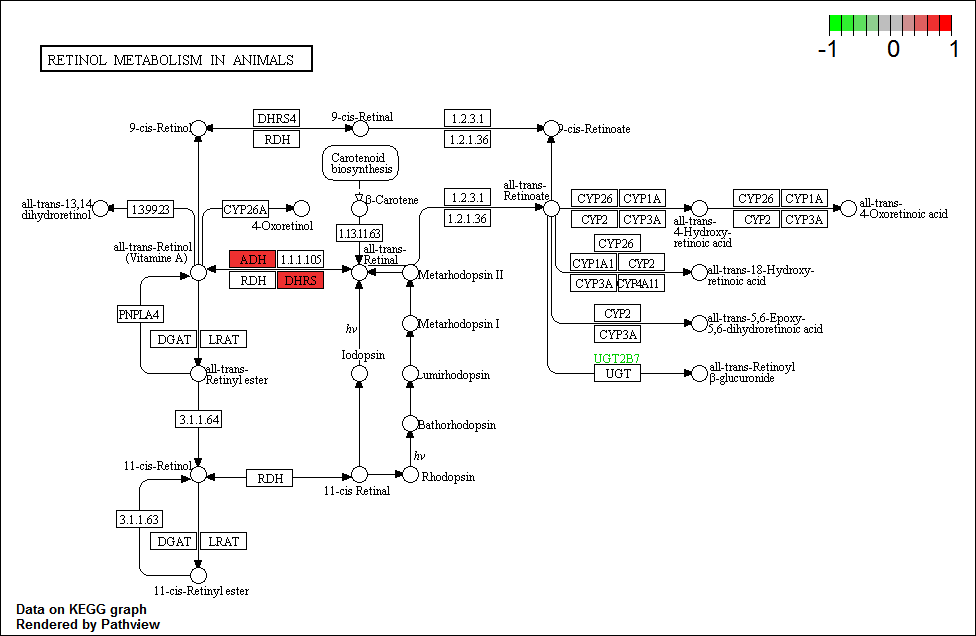 -1 0 1
RETINOL METABOLISM IN ANIMALS
9-cis-Retinol
DHRS4
RDH
9-cis-Retinal
1.2.3.1
1.2.1.36
9-cis-Retinoate
Carotenoid
biosynthesis
all-trans-13,14
dihydroretinol
1.3.99.23
CYP26A
4-Oxoretinol
β-Carotene
1.13.11.63
1.2.3.1
1.2.1.36
all-trans-
Retinoate
CYP26
CYP1A
CYP2
CYP3A
all-trans-
4-Hydroxy-
retinoic acid
CYP26
CYP1A
CYP2
CYP3A
all-trans-
4-Oxoretinoic acid
all-trans-Retinol
(Vitamine A)
ADH
1.1.1.105
RDH
DHRS
all-trans-
Retinal
Metarhodopsin II
CYP26
CYP1A1
CYP2
CYP3A
CYP4A11
all-trans-18-Hydroxy-
retinoic acid
PNPLA4
DGAT
LRAT
hν
Iodopsin
Metarhodopsin I
CYP2
CYP3A
all-trans-5,6-Epoxy-
5,6-dihydroretinoic acid
all-trans-
Retinyl ester
Lumirhodopsin
UGT2B7
UGT
all-trans-Retinoyl
β-glucuronide
3.1.1.64
Bathorhodopsin
hν
11-cis-Retinol
RDH
11-cis Retinal
Rhodopsin
3.1.1.63
DGAT
LRAT
11-cis-Retinyl ester
Data on KEGG graph
Rendered by Pathview